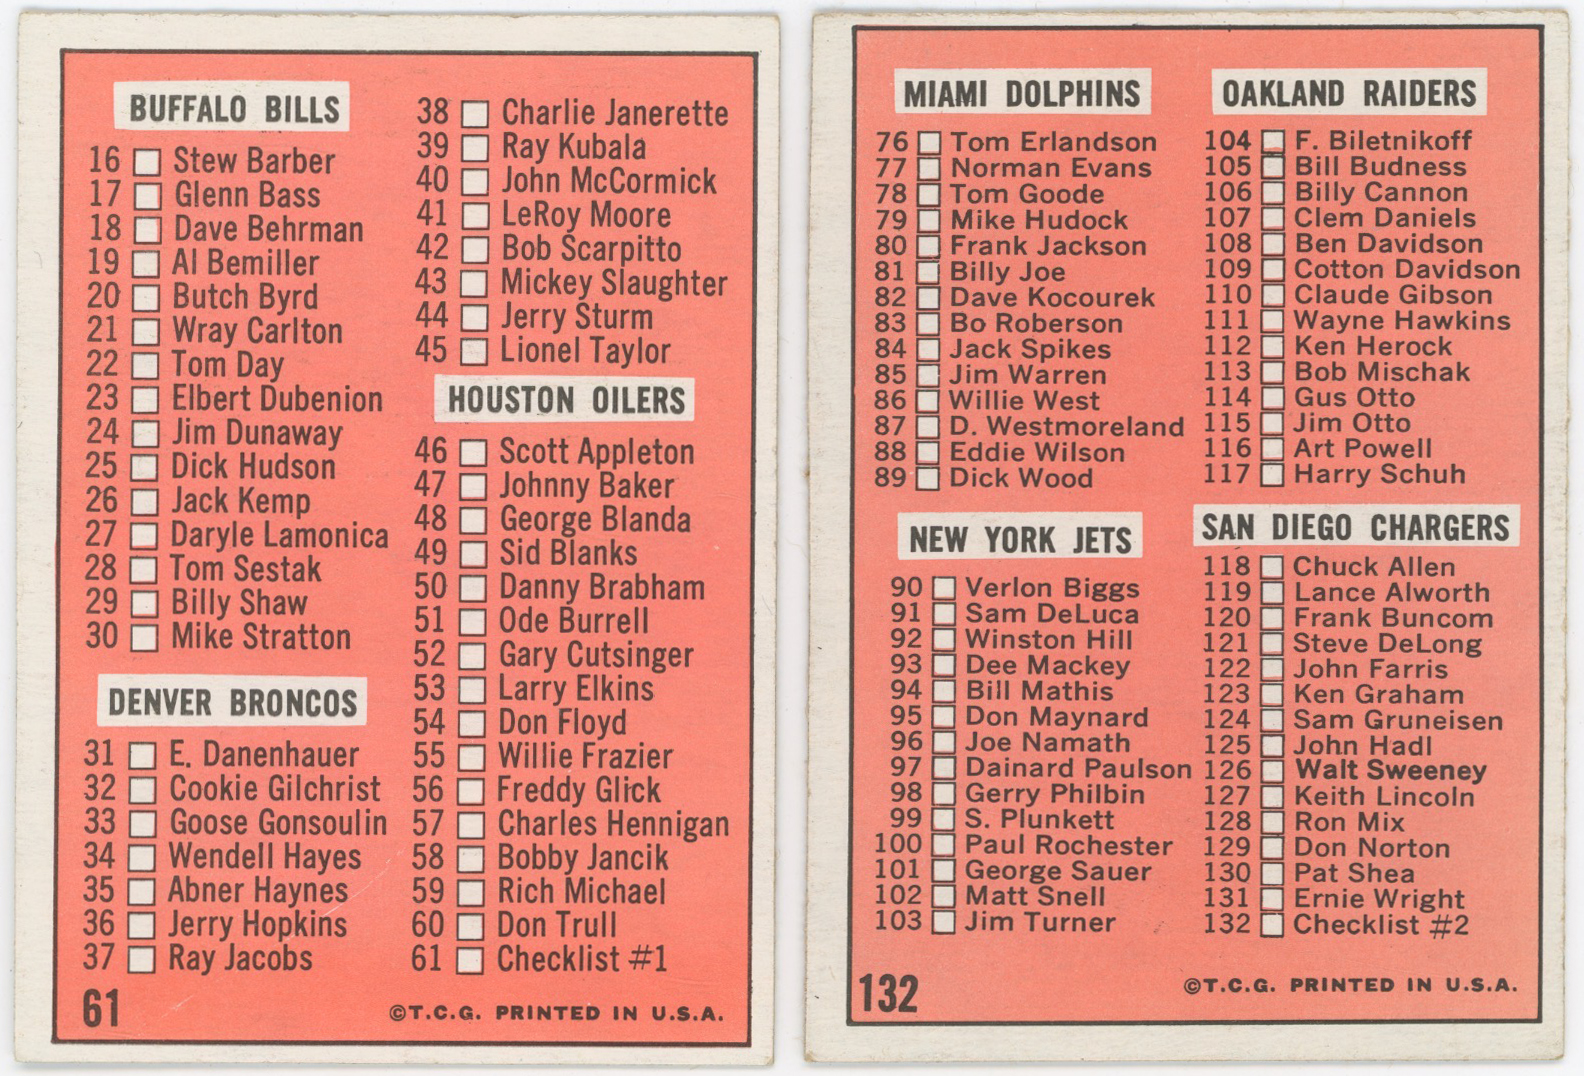 BUFFALO BILLS
16 Stew Barber
17 Glenn Bass
18 Dave Behrman
19 Al Bemiller
20 Butch Byrd
21 Wray Carlton
22 Tom Day
23 Elbert Dubenion
24 Jim Dunaway
25 Dick Hudson
26 Jack Kemp
27 Daryle Lamonica
28 Tom Sestak
29 Billy Shaw
30 Mike Stratton
DENVER BRONCOS
31 E. Danenhauer
32 Cookie Gilchrist
33 Goose Gonsoulin
34 Wendell Hayes
35 Abner Haynes
36 Jerry Hopkins
37 Ray Jacobs
38 Charlie Janerette
39 Ray Kubala
40 John McCormick
41 LeRoy Moore
42 Bob Scarpitto
43 Mickey Slaughter
44 Jerry Sturm
45 Lionel Taylor
HOUSTON OILERS
46 Scott Appleton
47 Johnny Baker
48 George Blanda
49 Sid Blanks
50 Danny Brabham
51 Ode Burrell
52 Gary Cutsinger
53 Larry Elkins
54 Don Floyd
55 Willie Frazier
56 Freddy Glick
57 Charles Hennigan
58 Bobby Jancik
59 Rich Michael
60 Don Trull
61 Checklist #1
61
©T.C.G. PRINTED IN U.S.A.
MIAMI DOLPHINS
76 Tom Erlandson
77 Norman Evans
78 Tom Goode
79 Mike Hudock
80 Frank Jackson
81 Billy Joe
82 Dave Kocourek
83 Bo Roberson
84 Jack Spikes
85 Jim Warren
86 Willie West
87 D. Westmoreland
88 Eddie Wilson
89 Dick Wood
NEW YORK JETS
90 Verlon Biggs
91 Sam DeLuca
92 Winston Hill
93 Dee Mackey
94 Bill Mathis
95 Don Maynard
96 Joe Namath
97 Dainard Paulson
98 Gerry Philbin
99 S. Plunkett
100 Paul Rochester
101 George Sauer
102 Matt Snell
103 Jim Turner
OAKLAND RAIDERS
104 F. Biletnikoff
105 Bill Budness
106 Billy Cannon
107 Clem Daniels
108 Ben Davidson
109 Cotton Davidson
110 Claude Gibson
111 Wayne Hawkins
112 Ken Herock
113 Bob Mischak
114 Gus Otto
115 Jim Otto
116 Art Powell
117 Harry Schuh
SAN DIEGO CHARGERS
118 Chuck Allen
119 Lance Alworth
120 Frank Buncom
121 Steve DeLong
122 John Farris
123 Ken Graham
124 Sam Gruneisen
125 John Hadl
126 Walt Sweeney
127 Keith Lincoln
128 Ron Mix
129 Don Norton
130 Pat Shea
131 Ernie Wright
132 Checklist #2
132
©T.C.G. PRINTED IN U.S.A.